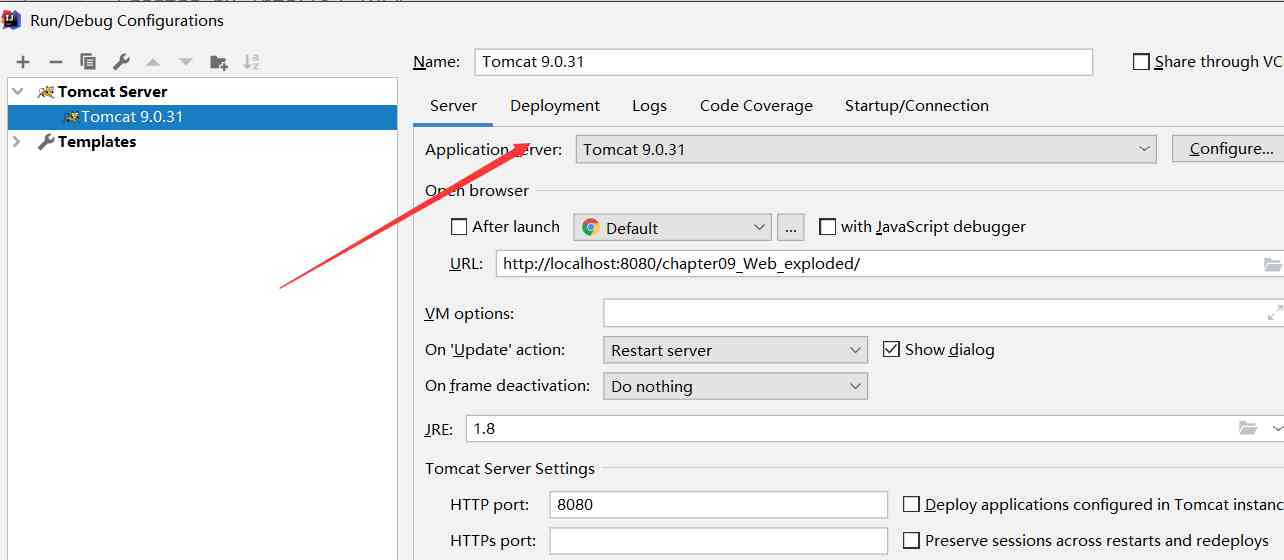 Run/Debug Configurations
Name: Tomcat 9.0.31 Share through VC
Tomcat Server
Tomcat 9.0.31
Templates
Server Deployment Logs Code Coverage Startup/Connection
Application server: Tomcat 9.0.31 Configure...
Open browser
After launch Default ... with JavaScript debugger
URL: http://localhost:8080/chapter09_Web_exploded/
VM options:
On 'Update' action: Restart server Show dialog
On frame deactivation: Do nothing
JRE: 1.8
Tomcat Server Settings
HTTP port: 8080 Deploy applications configured in Tomcat instanc
HTTPs port: Preserve sessions across restarts and redeploys